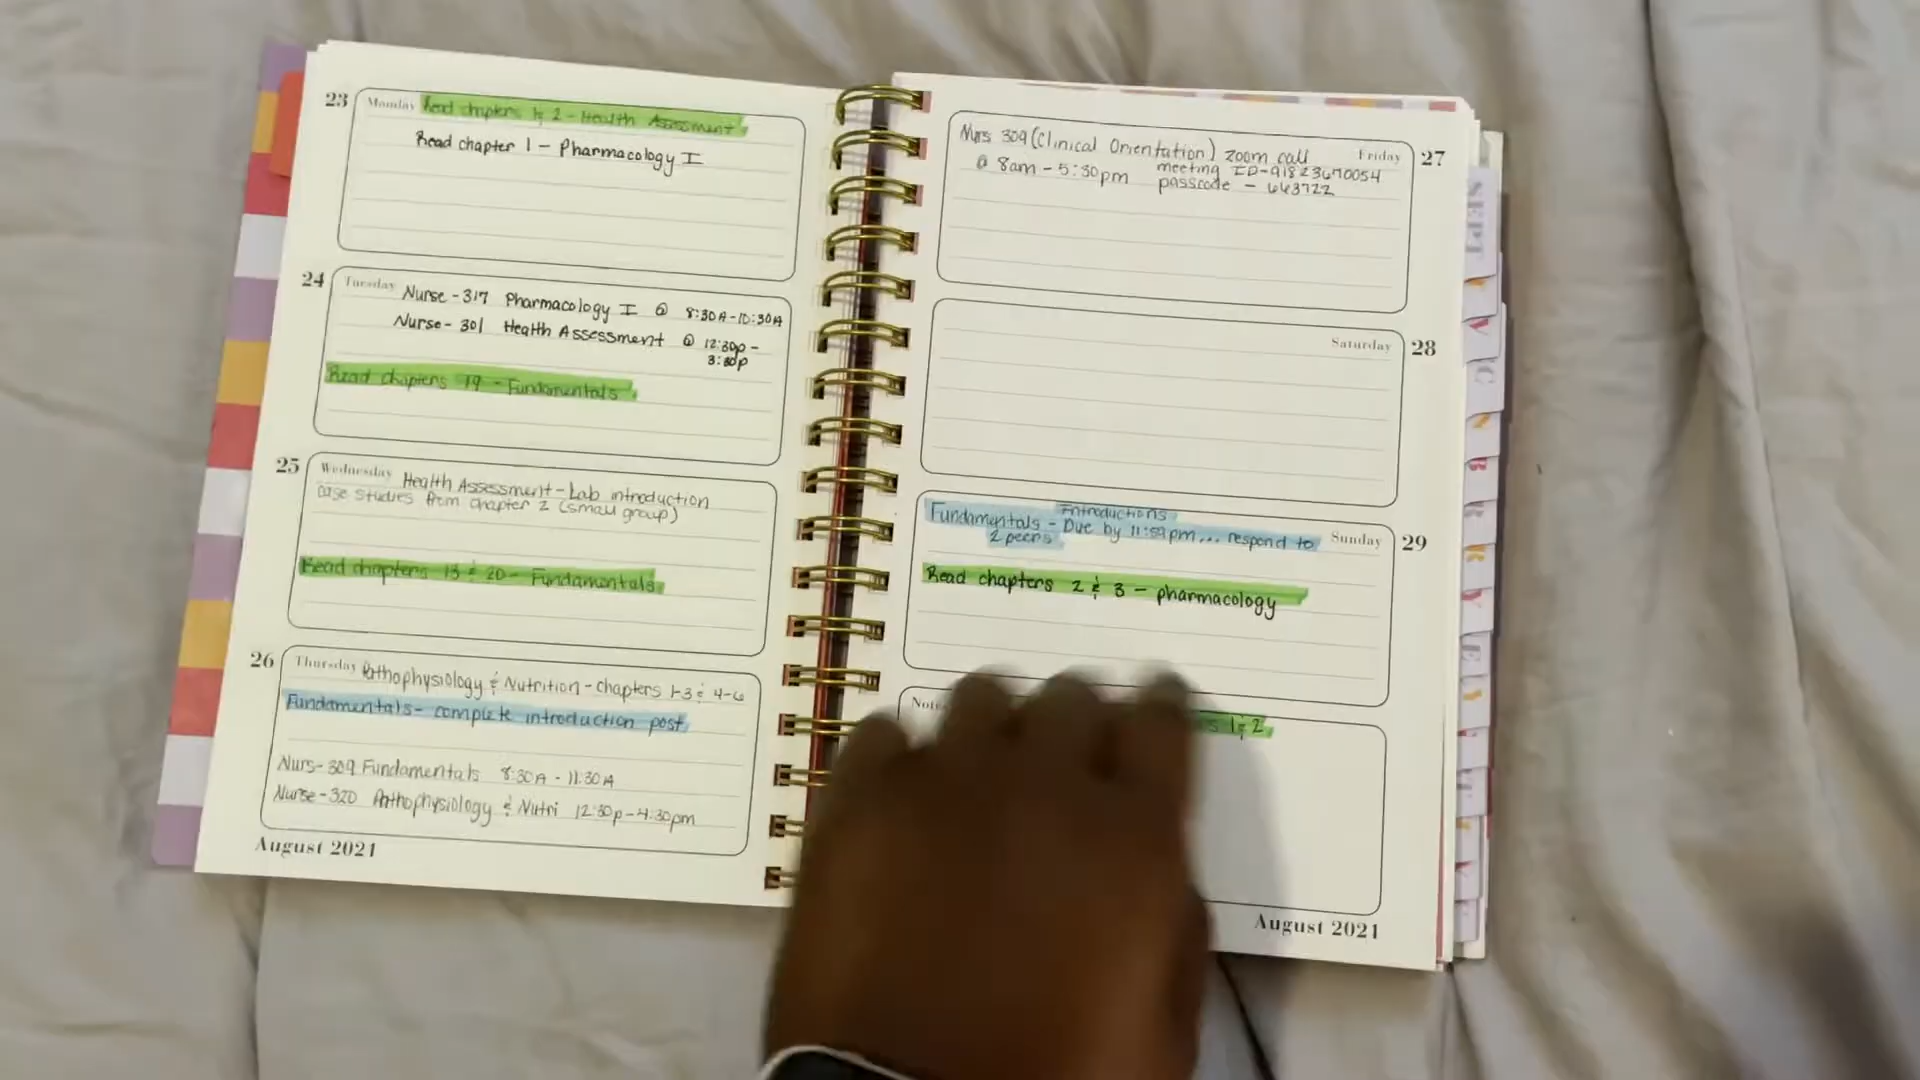 23
Monday Read chapters 1 & 2 - Health Assessment
Read chapter 1 - Pharmacology I
24
Tuesday Nurse - 317 Pharmacology I @ 8:30A - 10:30A
Nurse - 301 Health Assessment @ 12:30p -
3:30p
Read chapters 19 - Fundamentals
25
Wednesday Health Assessment - Lab introduction
case studies from chapter 2 (small group)
Read chapters 13 & 20 - Fundamentals
26
Thursday Pathophysiology & Nutrition - Chapters 1-3 & 4-6
Fundamentals - complete introduction post
Nurs - 309 Fundamentals 8:30A - 11:30A
Nurse - 320 Pathophysiology & Nutri 12:30p - 4:30pm
August 2021
Nurs 309 (Clinical Orientation) zoom call
Friday 27
@ 8am - 5:30pm meeting ID - 91823670054
passcode - 663722
Saturday 28
Introductions
Fundamentals - Due by 11:59pm... respond to
2 peers
Sunday 29
Read chapters 2 & 3 - pharmacology
1 & 2
August 2021
SEPT